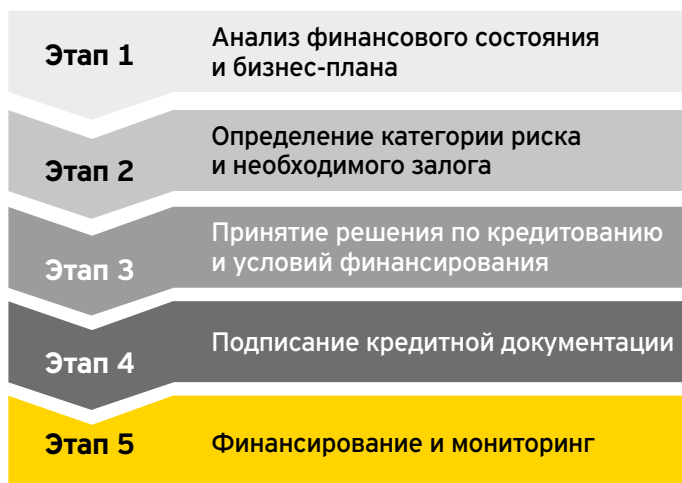 Этап 1
Анализ финансового состояния
и бизнес-плана
Этап 2
Определение категории риска
и необходимого залога
Этап 3
Принятие решения по кредитованию
и условий финансирования
Этап 4
Подписание кредитной документации
Этап 5
Финансирование и мониторинг